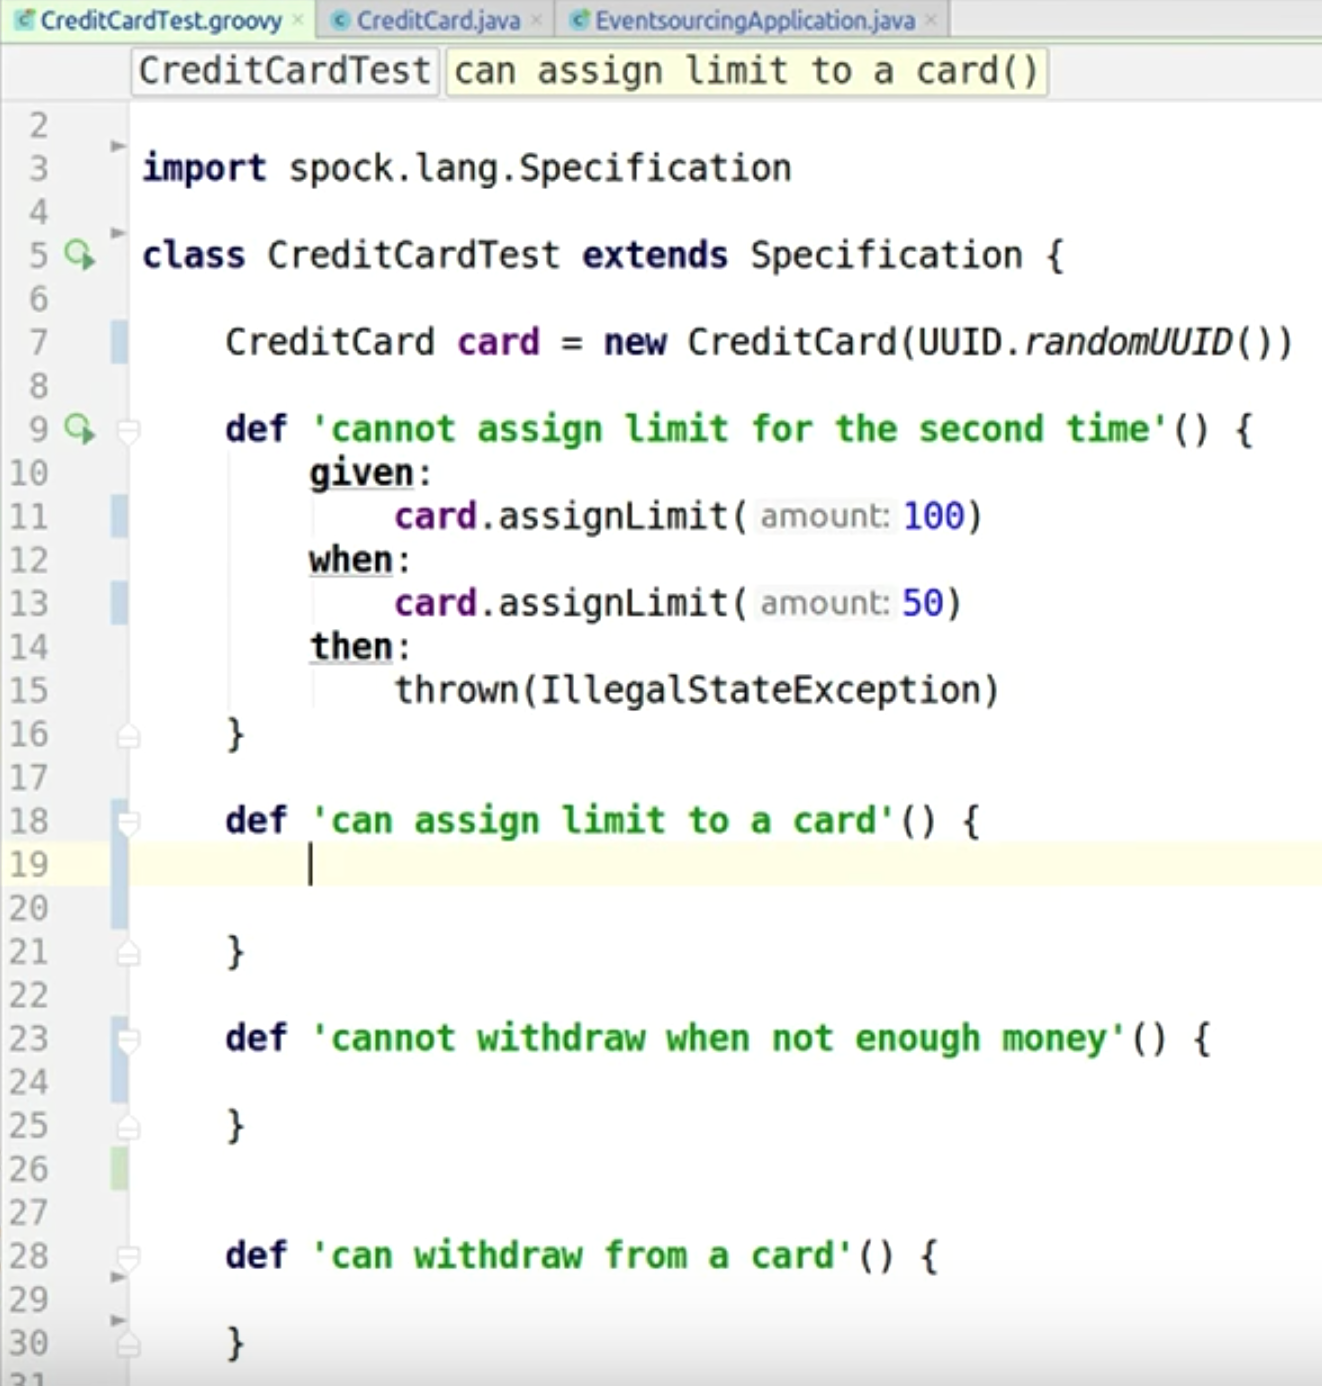 CreditCardTest.groovy × CreditCard.java × EventsourcingApplication.java ×
CreditCardTest can assign limit to a card()
2
3 import spock.lang.Specification
4
5 class CreditCardTest extends Specification {
6
7 CreditCard card = new CreditCard(UUID.randomUUID())
8
9 def 'cannot assign limit for the second time'() {
10 given:
11 card.assignLimit( amount: 100)
12 when:
13 card.assignLimit( amount: 50)
14 then:
15 thrown(IllegalStateException)
16 }
17
18 def 'can assign limit to a card'() {
19
20
21 }
22
23 def 'cannot withdraw when not enough money'() {
24
25 }
26
27
28 def 'can withdraw from a card'() {
29
30 }
31